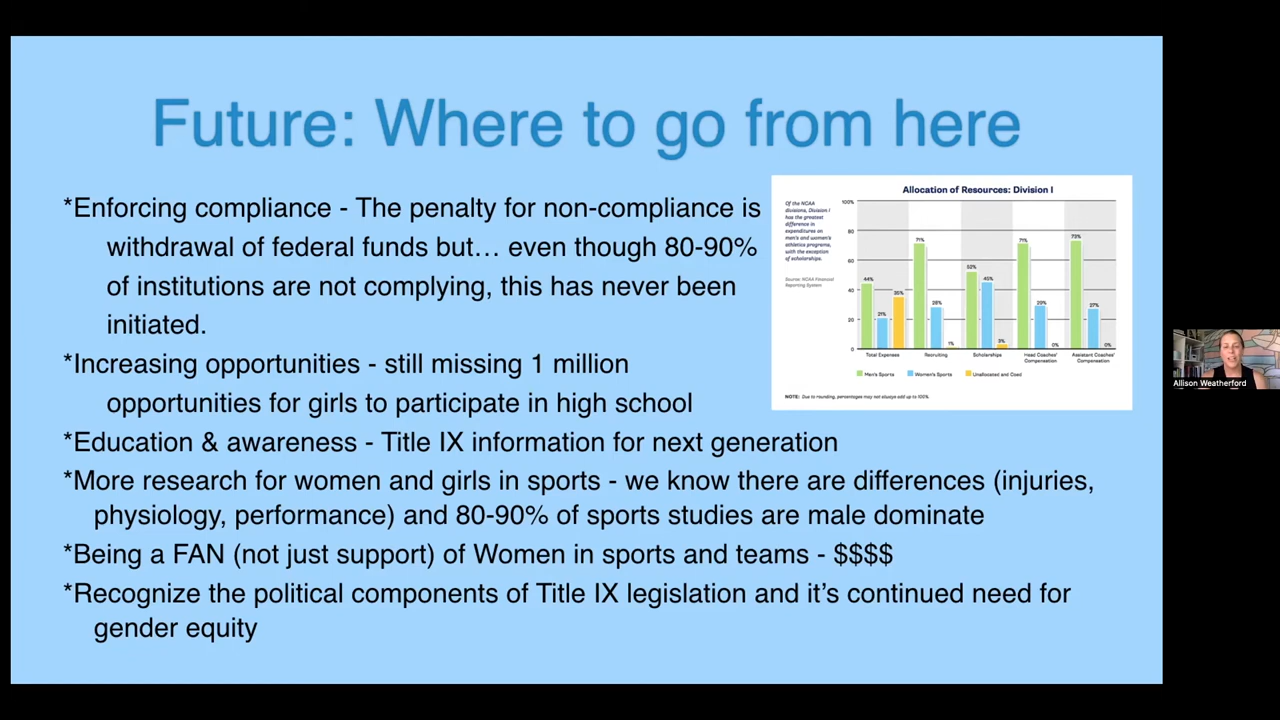 Future: Where to go from here
*Enforcing compliance - The penalty for non-compliance is
withdrawal of federal funds but… even though 80-90%
of institutions are not complying, this has never been
initiated.
*Increasing opportunities - still missing 1 million
opportunities for girls to participate in high school
*Education & awareness - Title IX information for next generation
*More research for women and girls in sports - we know there are differences (injuries,
physiology, performance) and 80-90% of sports studies are male dominate
*Being a FAN (not just support) of Women in sports and teams - $$$$
*Recognize the political components of Title IX legislation and it's continued need for
gender equity
Allocation of Resources: Division I
Of the NCAA
divisions, Division I
has the greatest
difference in
expenditures on
men's and women's
athletics programs,
with the exception
of scholarships.
Source: NCAA Financial
Reporting System
100%
80
60
40
20
0
44%
21%
35%
71%
28%
1%
52%
45%
3%
71%
29%
0%
73%
27%
0%
Total Expenses
Recruiting
Scholarships
Head Coaches'
Compensation
Assistant Coaches'
Compensation
Men's Sports
Women's Sports
Unallocated and Coed
NOTE: Due to rounding, percentages may not always add up to 100%.
Allison Weatherford